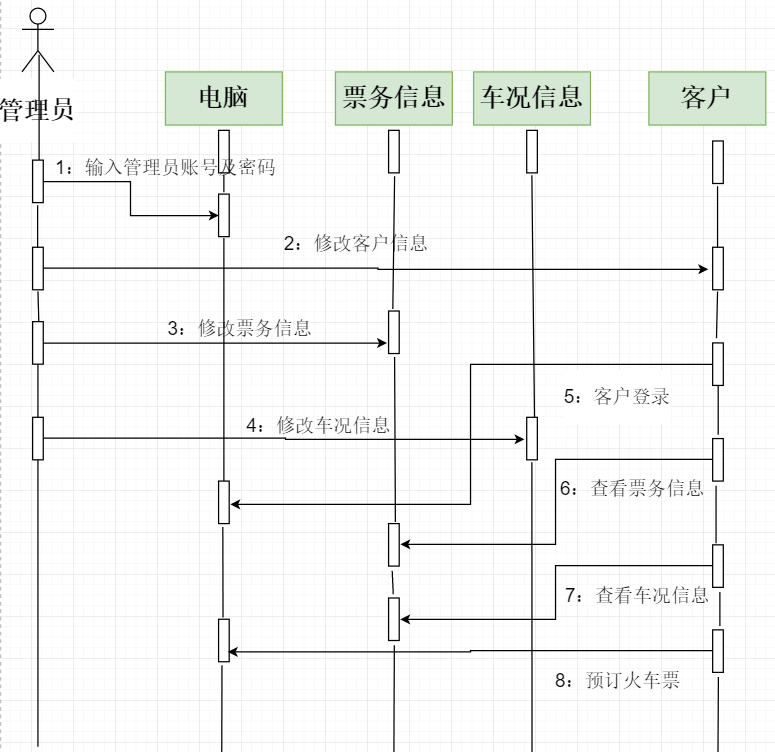 管理员
电脑
票务信息
车况信息
客户
1：输入管理员账号及密码
2：修改客户信息
3：修改票务信息
5：客户登录
4：修改车况信息
6：查看票务信息
7：查看车况信息
8：预订火车票